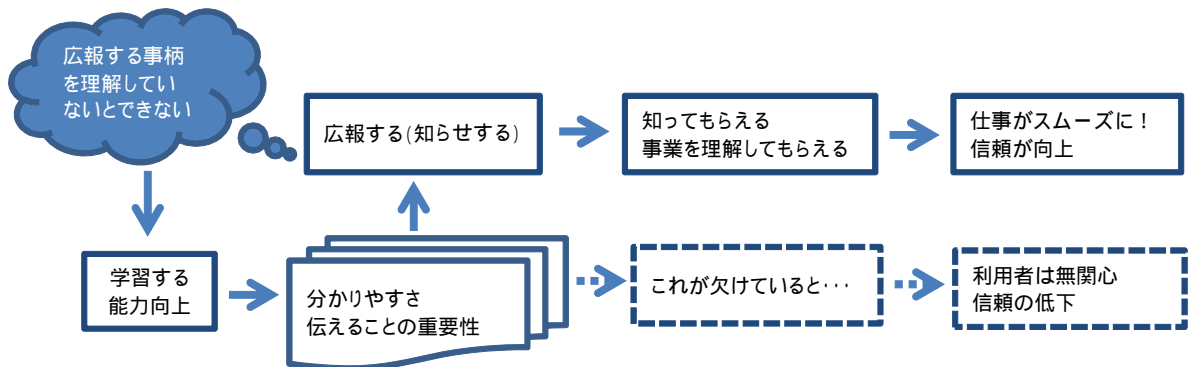 広報する事柄
を理解してい
ないとできない
広報する(知らせする)
知ってもらえる
事業を理解してもらえる
仕事がスムーズに!
信頼が向上
学習する
能力向上
分かりやすさ
伝えることの重要性
これが欠けていると･･･
利用者は無関心
信頼の低下